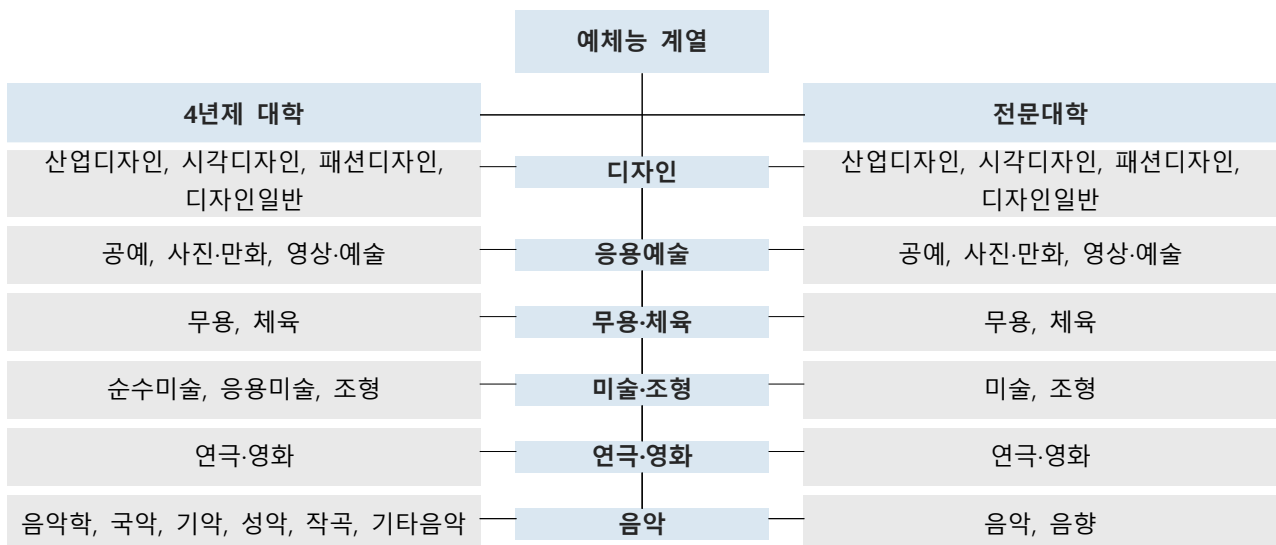 예체능 계열
4년제 대학
전문대학
산업디자인, 시각디자인, 패션디자인,
디자인일반
디자인
산업디자인, 시각디자인, 패션디자인,
디자인일반
공예, 사진·만화, 영상·예술
응용예술
공예, 사진·만화, 영상·예술
무용, 체육
무용·체육
무용, 체육
순수미술, 응용미술, 조형
미술·조형
미술, 조형
연극·영화
연극·영화
연극·영화
음악학, 국악, 기악, 성악, 작곡, 기타음악
음악
음악, 음향